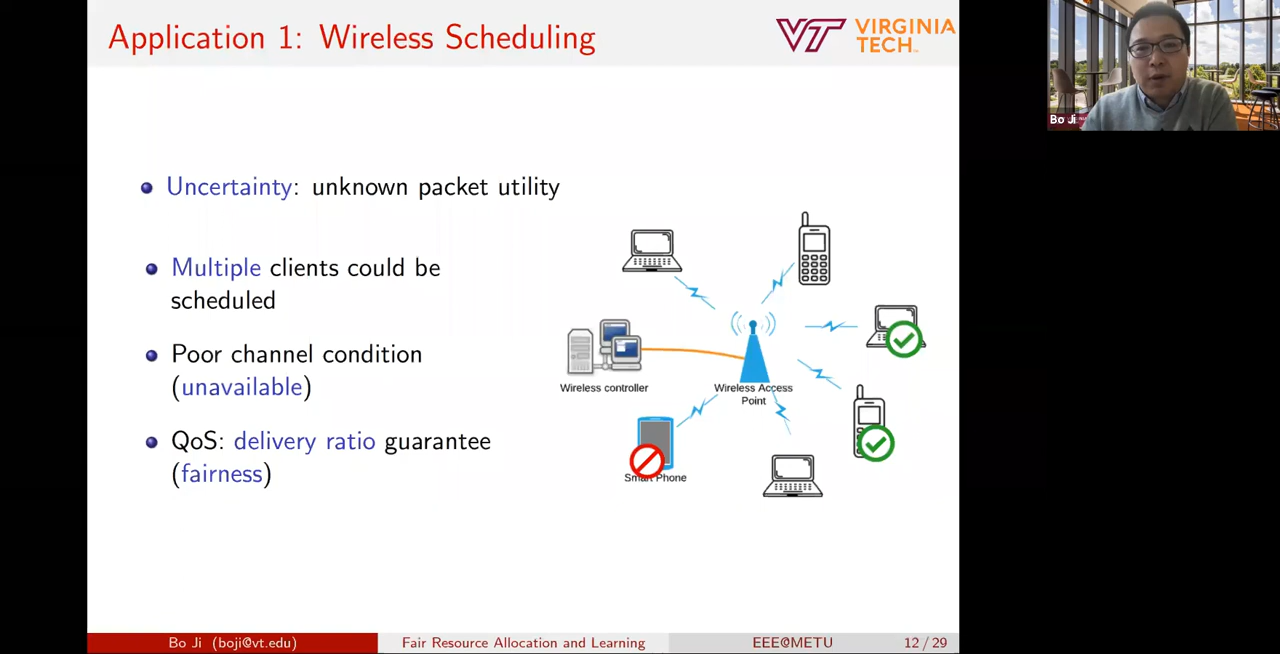 Application 1: Wireless Scheduling
VT VIRGINIA
TECH
Bo Ji
Uncertainty: unknown packet utility
Multiple clients could be
scheduled
Poor channel condition
(unavailable)
QoS: delivery ratio guarantee
(fairness)
Wireless controller
Wireless Access
Point
Smart Phone
Bo Ji (boji@vt.edu)
Fair Resource Allocation and Learning
EEE@METU
12 / 29